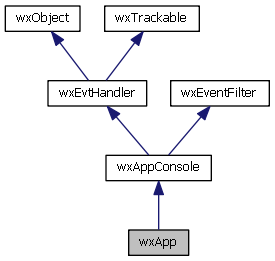 wxObject
wxTrackable
wxEvtHandler
wxEventFilter
wxAppConsole
wxApp